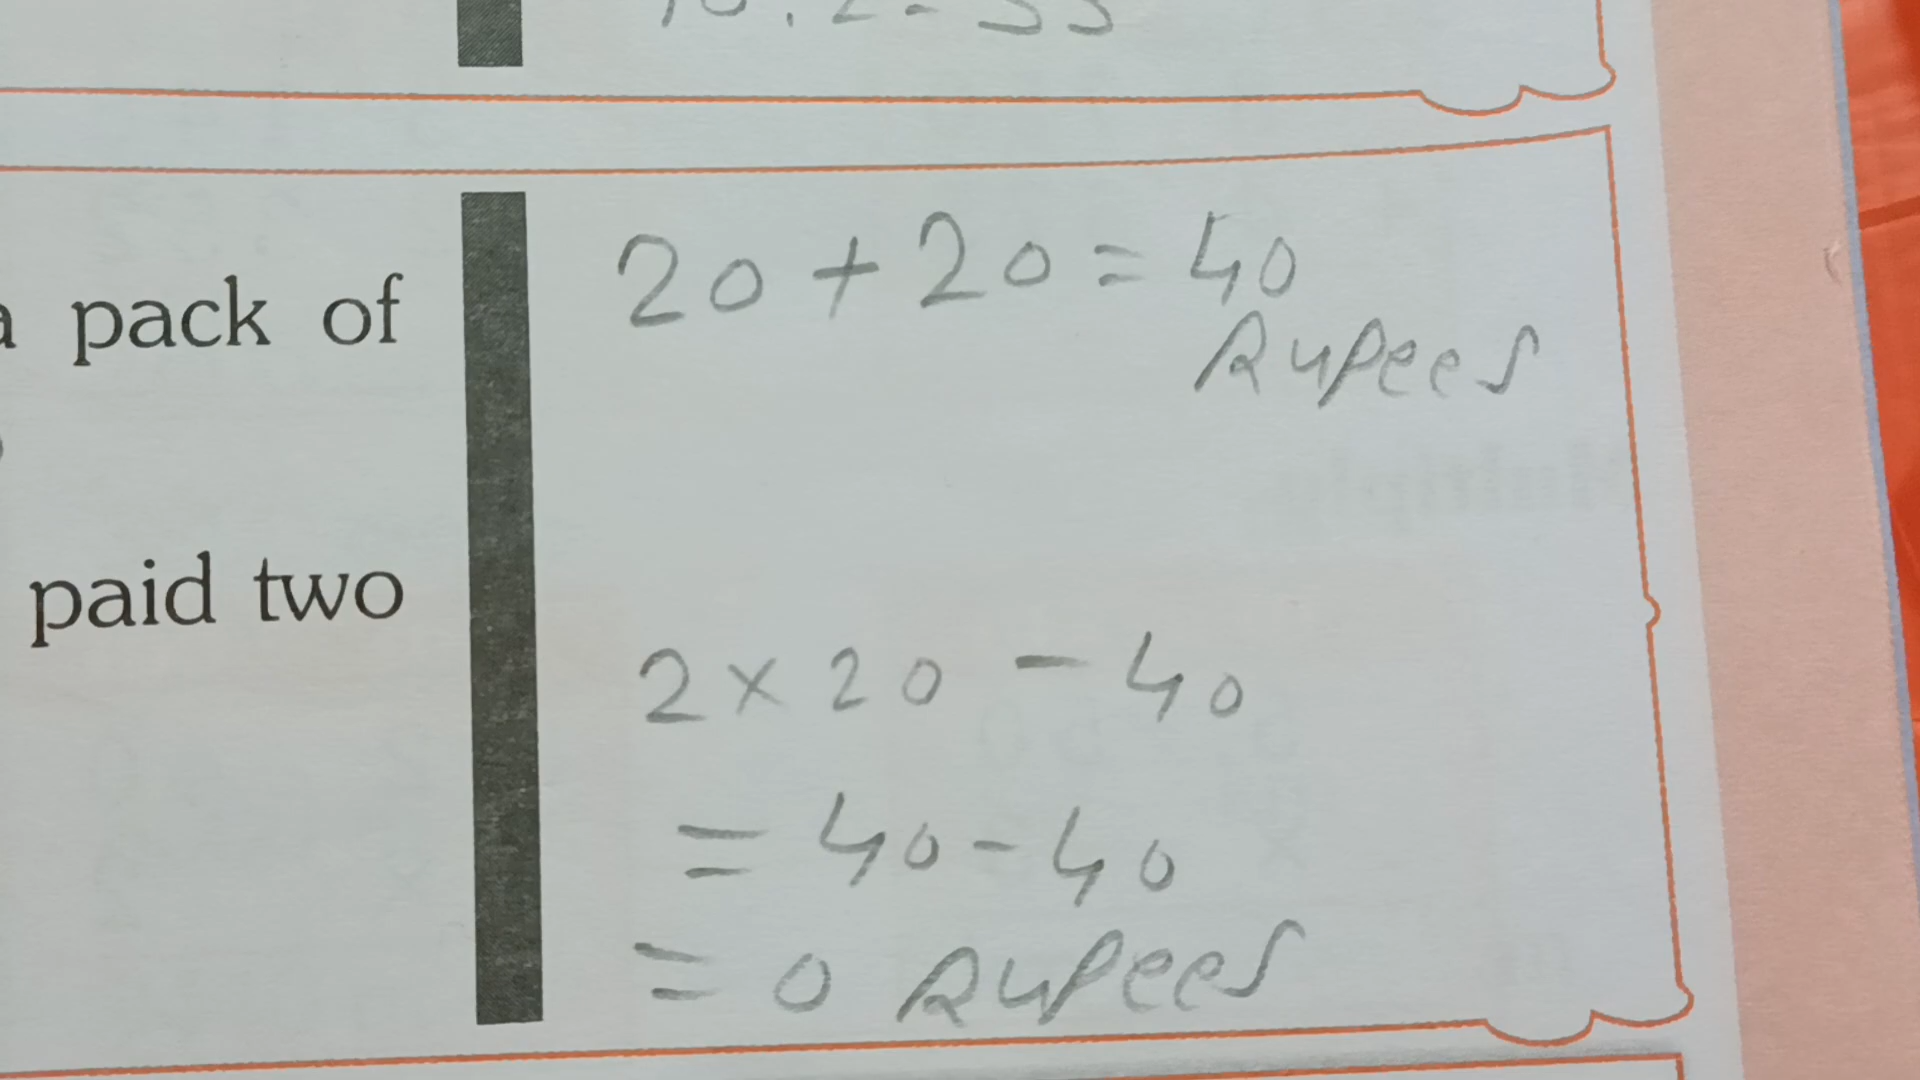 20 + 20 = 40
a pack of
Rupees
paid two
2 x 20 - 40
= 40 - 40
= 0 Rupees